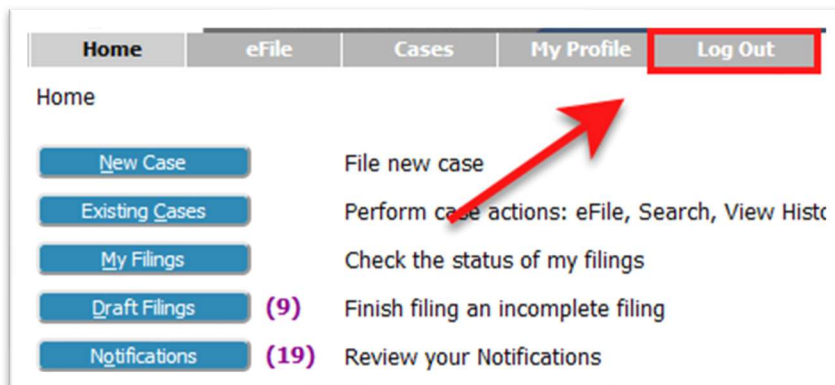 Home eFile Cases My Profile Log Out
Home
New Case File new case
Existing Cases Perform case actions: eFile, Search, View Histo
My Filings Check the status of my filings
Draft Filings (9) Finish filing an incomplete filing
Notifications (19) Review your Notifications